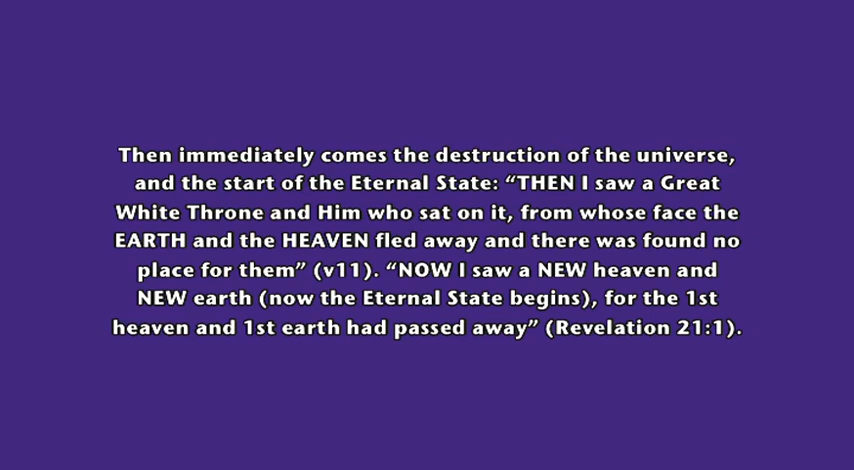 Then immediately comes the destruction of the universe,
and the start of the Eternal State: “THEN I saw a Great
White Throne and Him who sat on it, from whose face the
EARTH and the HEAVEN fled away and there was found no
place for them” (v11). “NOW I saw a NEW heaven and
NEW earth (now the Eternal State begins), for the 1st
heaven and 1st earth had passed away” (Revelation 21:1).